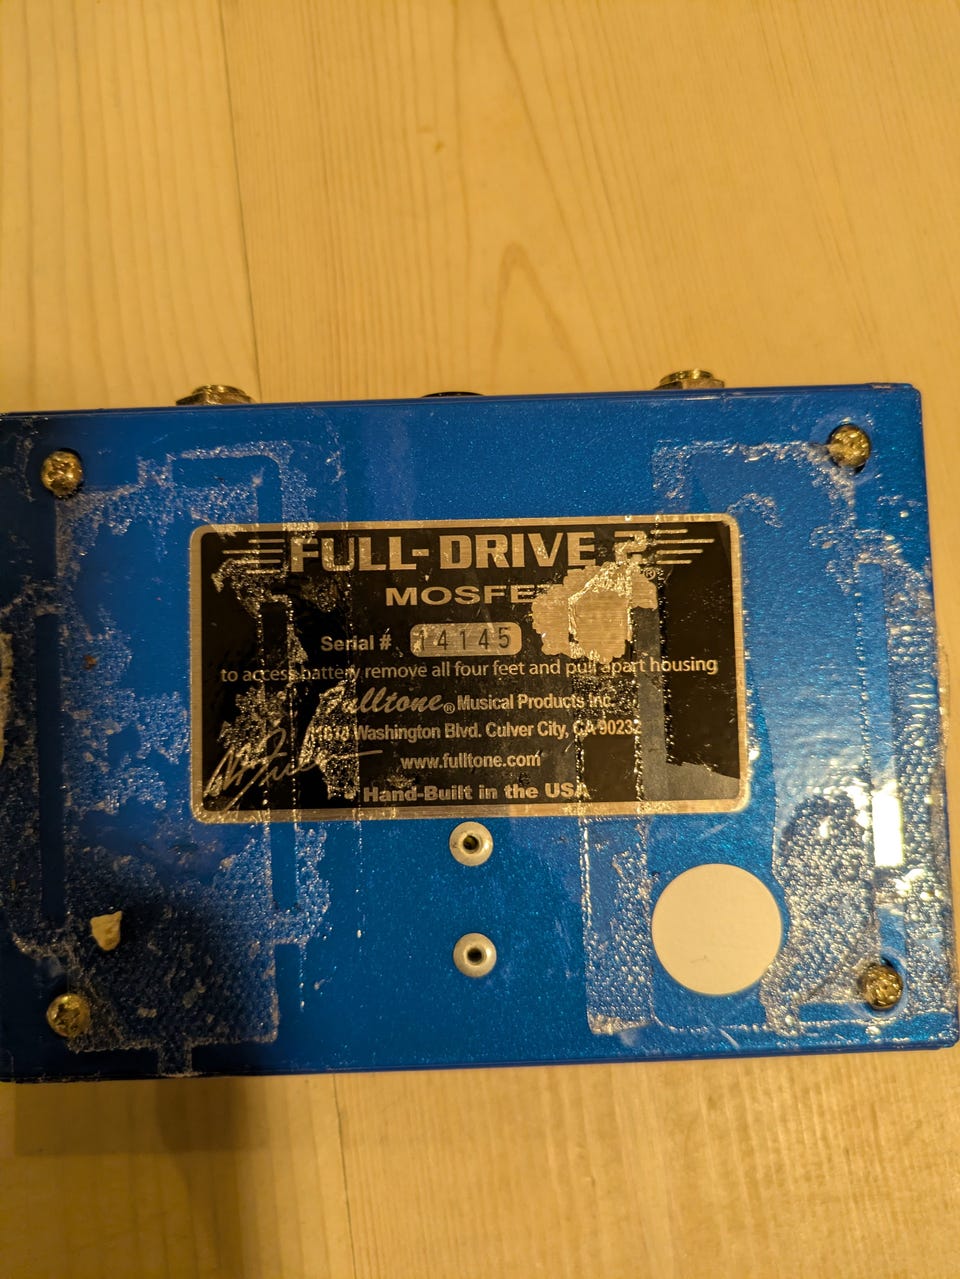 FULL-DRIVE 2
MOSFET
Serial # 14145
to access battery remove all four feet and pull apart housing
Fulltone® Musical Products Inc.
Washington Blvd. Culver City, CA 90232
www.fulltone.com
Hand-Built in the USA